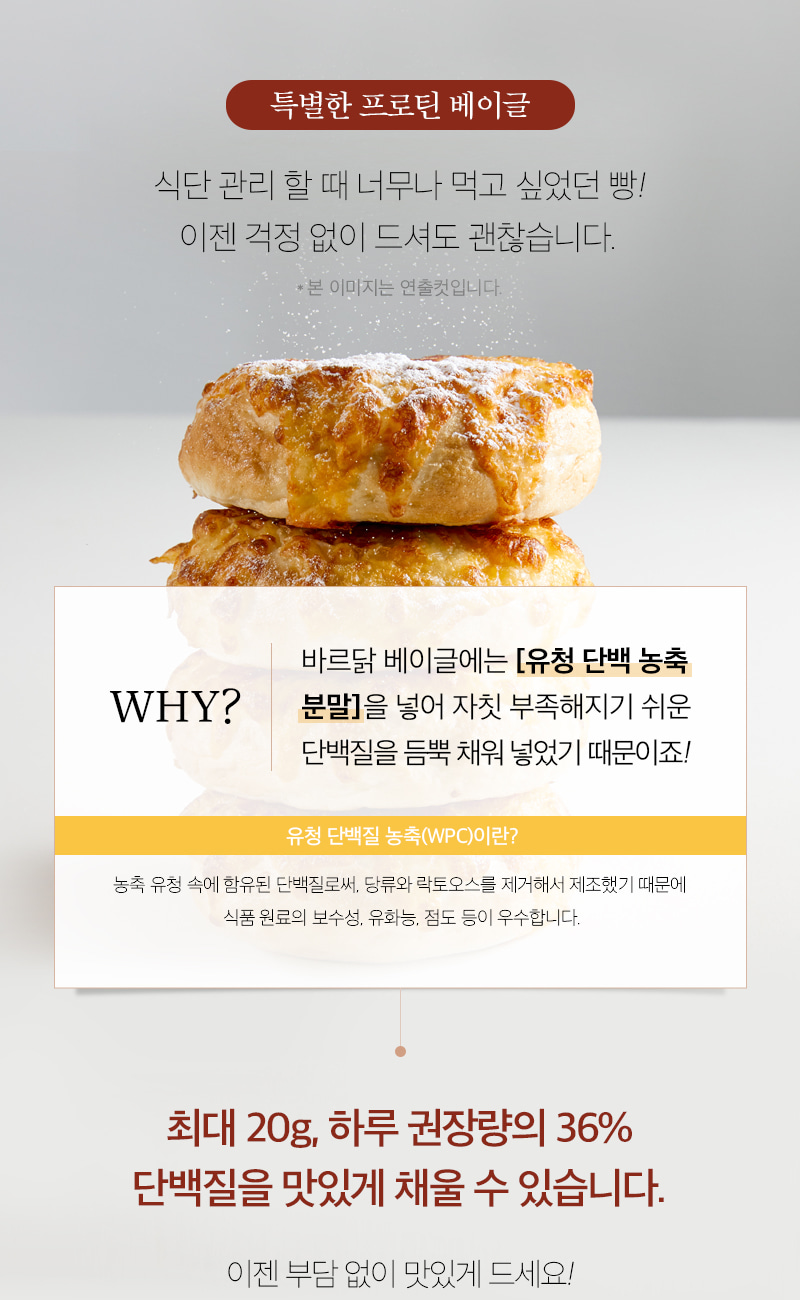 특별한 프로틴 베이글
식단 관리 할 때 너무나 먹고 싶었던 빵!
이젠 걱정 없이 드셔도 괜찮습니다.
*본 이미지는 연출컷입니다.
WHY?
바르닭 베이글에는 [유청 단백 농축
분말]을 넣어 자칫 부족해지기 쉬운
단백질을 듬뿍 채워 넣었기 때문이죠!
유청 단백질 농축(WPC)이란?
농축 유청 속에 함유된 단백질로써, 당류와 락토오스를 제거해서 제조했기 때문에
식품 원료의 보수성, 유화능, 점도 등이 우수합니다.
최대 20g, 하루 권장량의 36%
단백질을 맛있게 채울 수 있습니다.
이젠 부담 없이 맛있게 드세요!